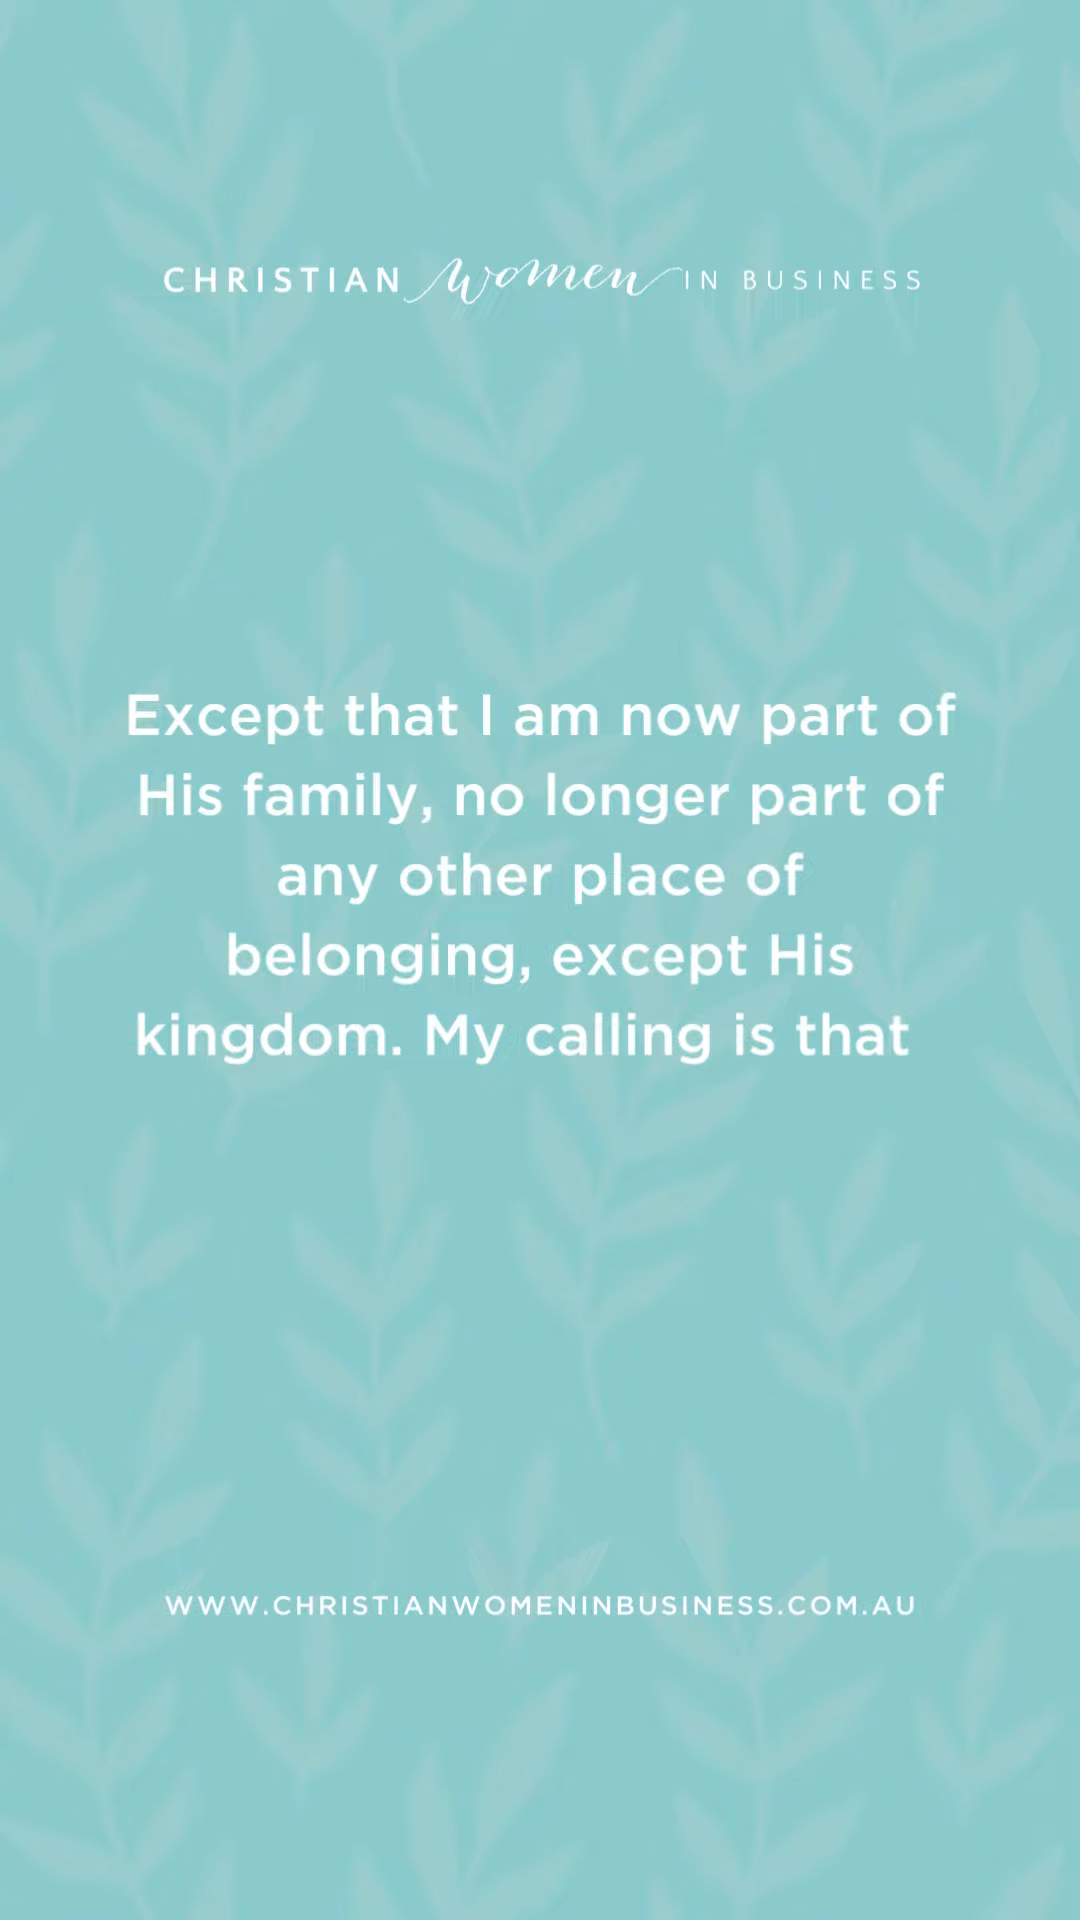 CHRISTIAN women IN BUSINESS
Except that I am now part of
His family, no longer part of
any other place of
belonging, except His
kingdom. My calling is that
WWW.CHRISTIANWOMENINBUSINESS.COM.AU